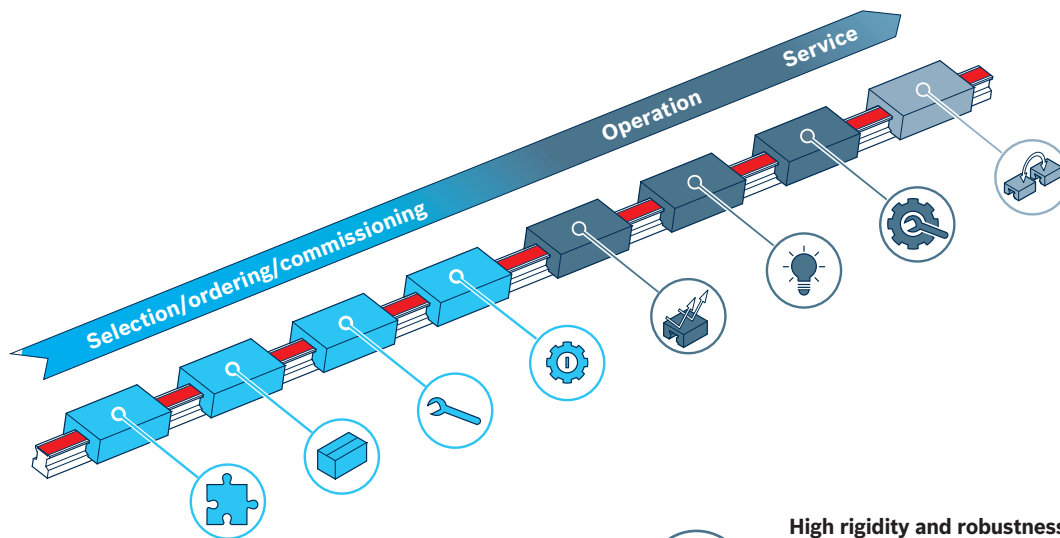 Service
Operation
Selection/ordering/commissioning
High rigidity and robustness